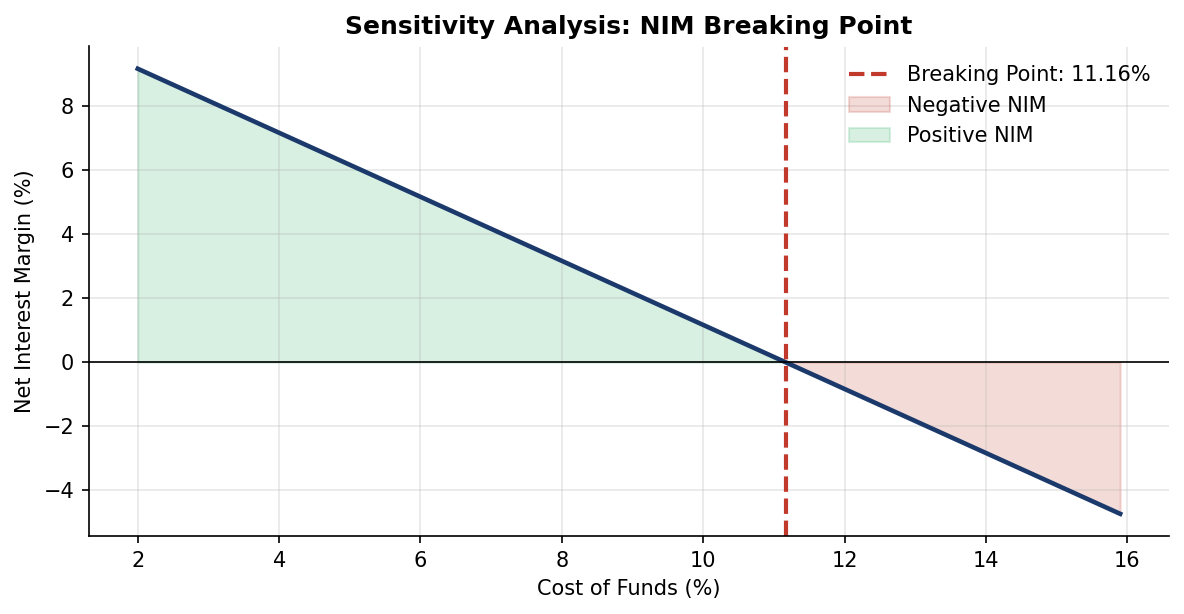 Sensitivity Analysis: NIM Breaking Point
Breaking Point: 11.16%
Negative NIM
Positive NIM
Net Interest Margin (%)
8
6
4
2
0
−2
−4
2 4 6 8 10 12 14 16
Cost of Funds (%)